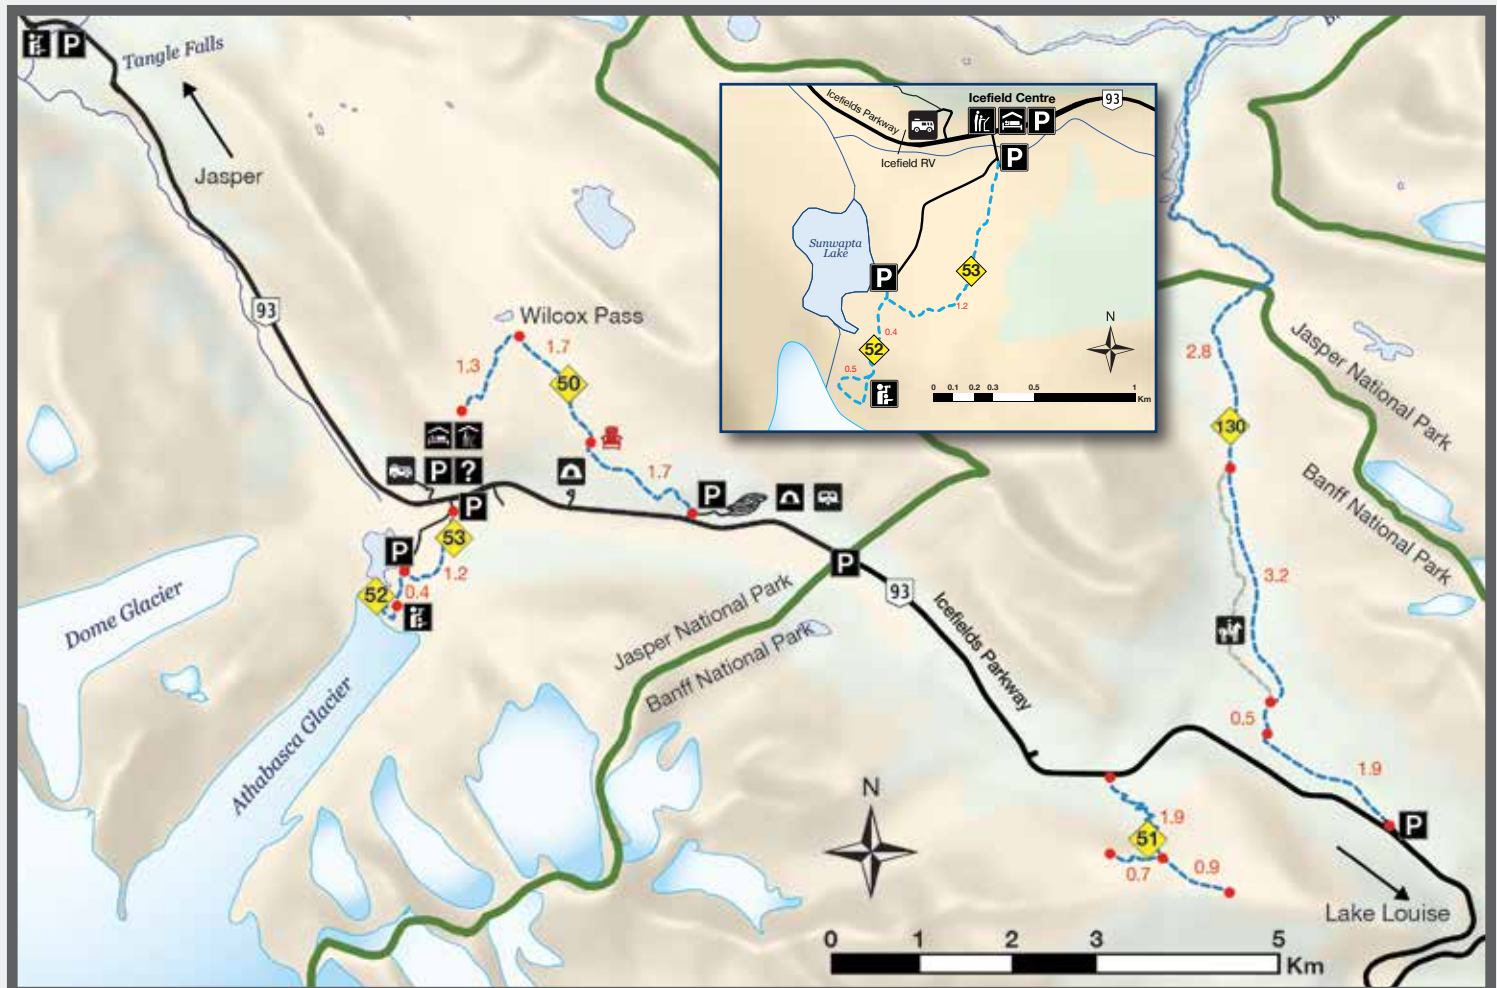 Tangle Falls
P
Jasper
93
Icefields Parkway
Icefield Centre
93
P
Icefield RV
P
Sunwapta
Lake
P
53
1.2
0.4
52
0.5
N
0 0.1 0.2 0.3 0.5 1
Km
Wilcox Pass
1.3
1.7
50
1.7
P ?
P
P
53
P
1.2
52
0.4
Dome Glacier
Athabasca Glacier
P
93
Jasper National Park
Banff National Park
Icefields Parkway
2.8
130
Jasper National Park
Banff National Park
3.2
0.5
1.9
P
1.9
51
0.7
0.9
Lake Louise
N
0 1 2 3 5
Km